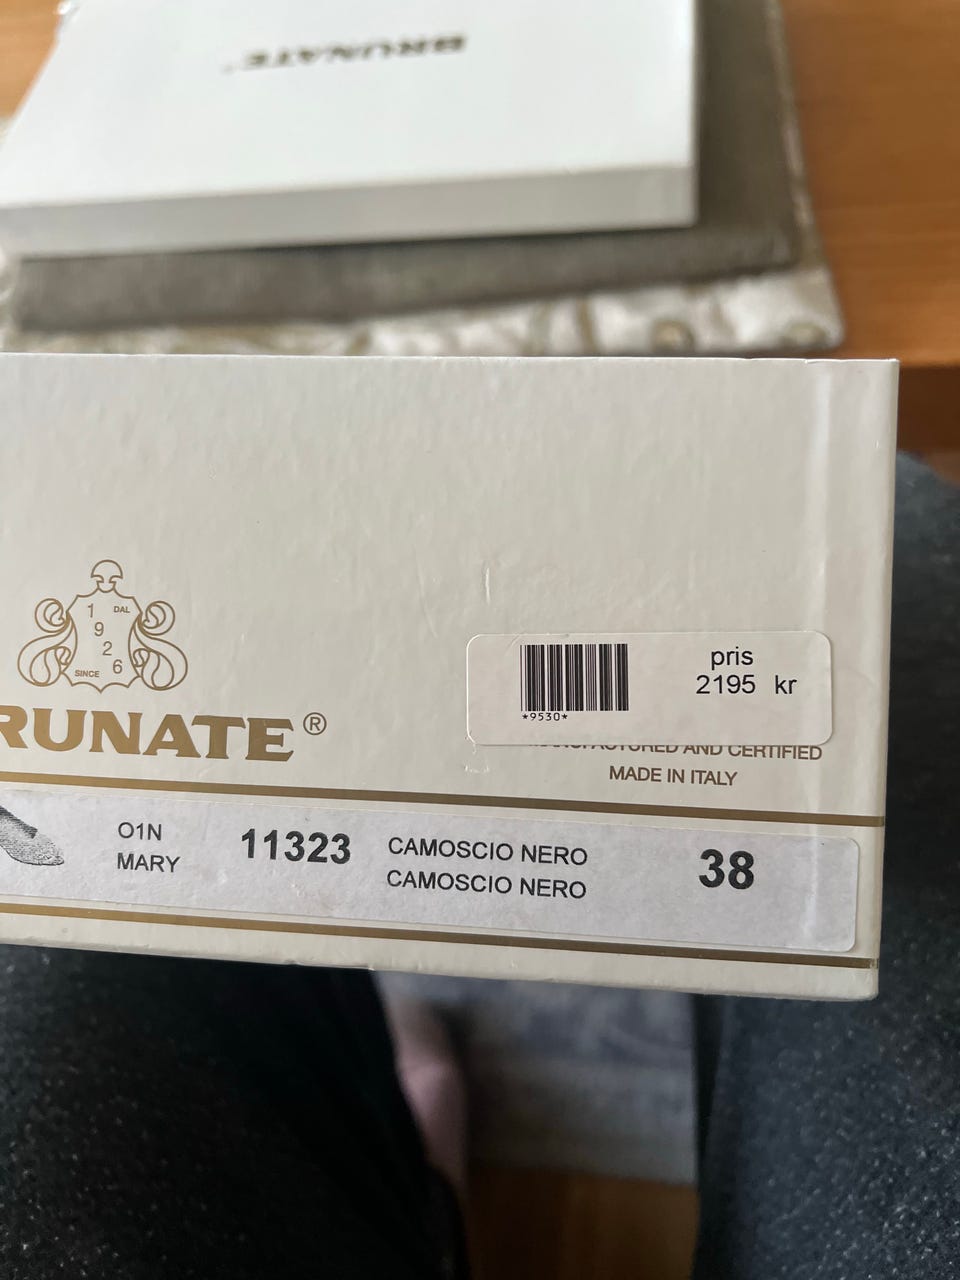 BRUNATE
1 DAL
9
2
SINCE 6
RUNATE®
pris
2195 kr
*9530*
MANUFACTURED AND CERTIFIED
MADE IN ITALY
O1N
MARY
11323
CAMOSCIO NERO
CAMOSCIO NERO
38